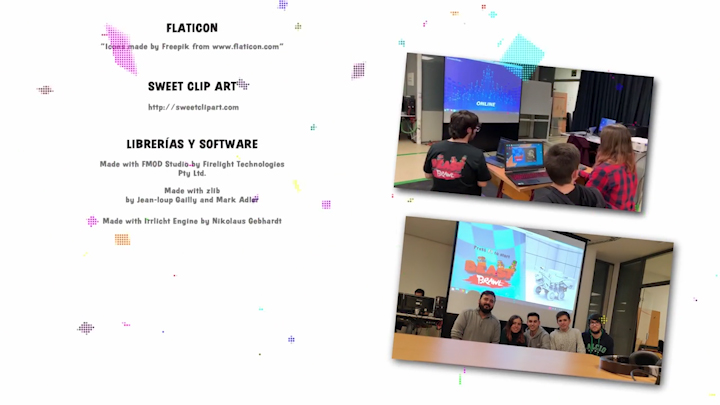 FLATICON
"Icons made by Freepik from www.flaticon.com"
SWEET CLIP ART
http://sweetclipart.com
LIBRERÍAS Y SOFTWARE
Made with FMOD Studio by Firelight Technologies
Pty Ltd.
Made with zlib
by Jean-loup Gailly and Mark Adler
Made with Irrlicht Engine by Nikolaus Gebhardt
ONLINE
BRAWL